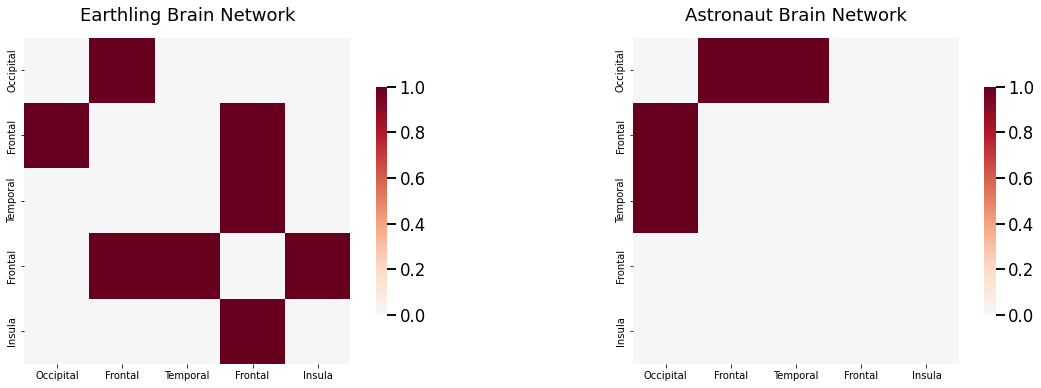 Earthling Brain Network
Astronaut Brain Network
Occipital
Frontal
Temporal
Frontal
Insula
Occipital Frontal Temporal Frontal Insula
1.0
0.8
0.6
0.4
0.2
0.0
Occipital
Frontal
Temporal
Frontal
Insula
Occipital Frontal Temporal Frontal Insula
1.0
0.8
0.6
0.4
0.2
0.0